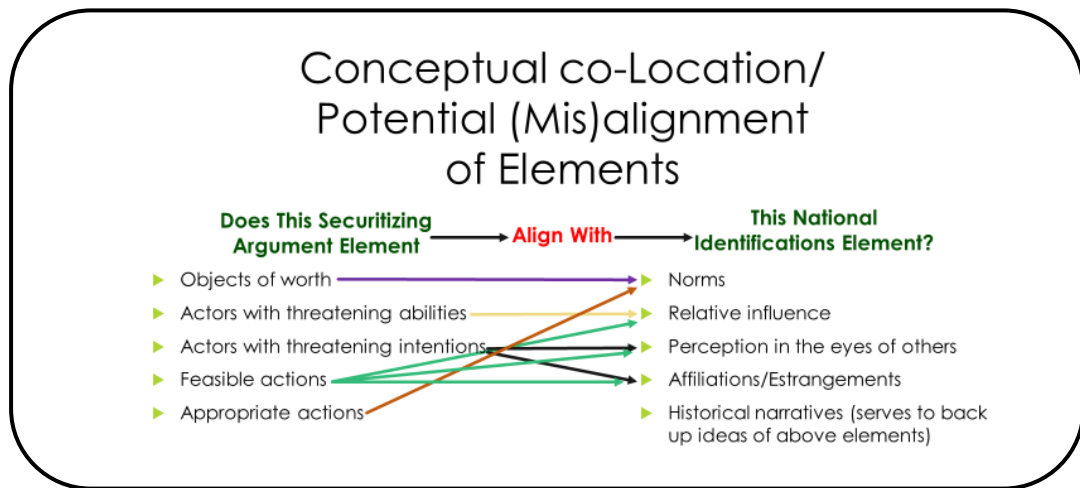 Conceptual co-Location/
Potential (Mis)alignment
of Elements
Does This Securitizing
Argument Element
Align With
This National
Identifications Element?
Objects of worth
Actors with threatening abilities
Actors with threatening intentions
Feasible actions
Appropriate actions
Norms
Relative influence
Perception in the eyes of others
Affiliations/Estrangements
Historical narratives (serves to back
up ideas of above elements)